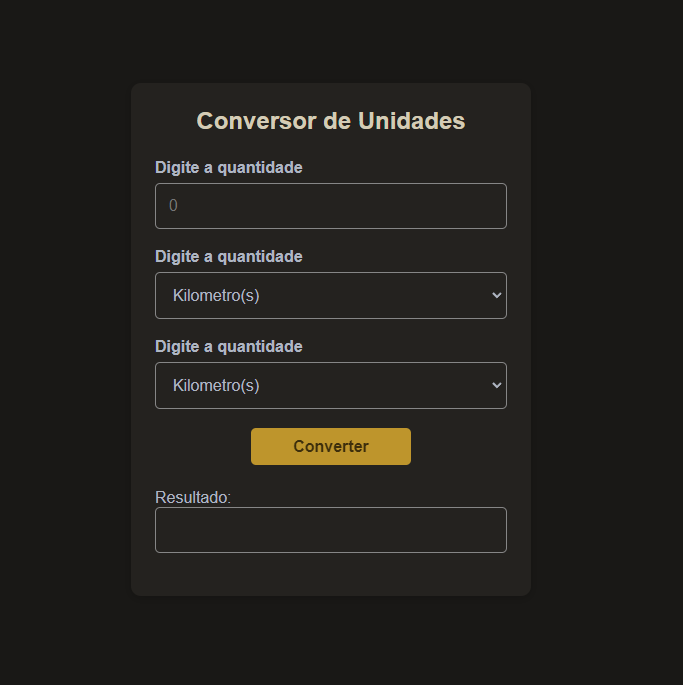 Conversor de Unidades
Digite a quantidade
0
Digite a quantidade
Kilometro(s)
Digite a quantidade
Kilometro(s)
Converter
Resultado: